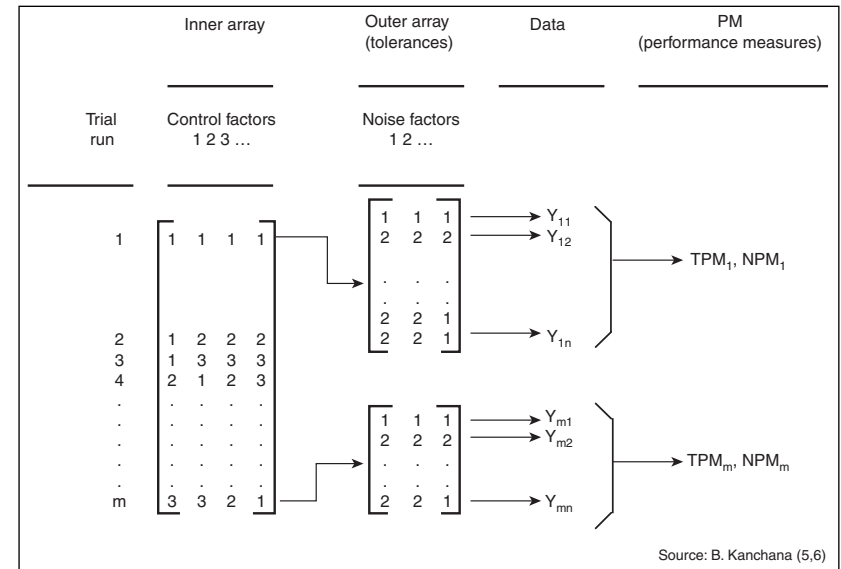 Inner array Outer array (tolerances) Data PM (performance measures)
Trial run Control factors 1 2 3 … Noise factors 1 2 …
1 1 1 1 1
2 1 2 2 2
3 1 3 3 3
4 2 1 2 3
. . . . .
. . . . .
. . . . .
. . . . .
. . . . .
m 3 3 2 1
1 1 1 Y11
2 2 2 Y12
. . .
. . .
2 2 1
2 2 1 Y1n
TPM1, NPM1
1 1 1 Ym1
2 2 2 Ym2
. . .
. . .
2 2 1 Ymn
TPMm, NPMm
Source: B. Kanchana (5,6)